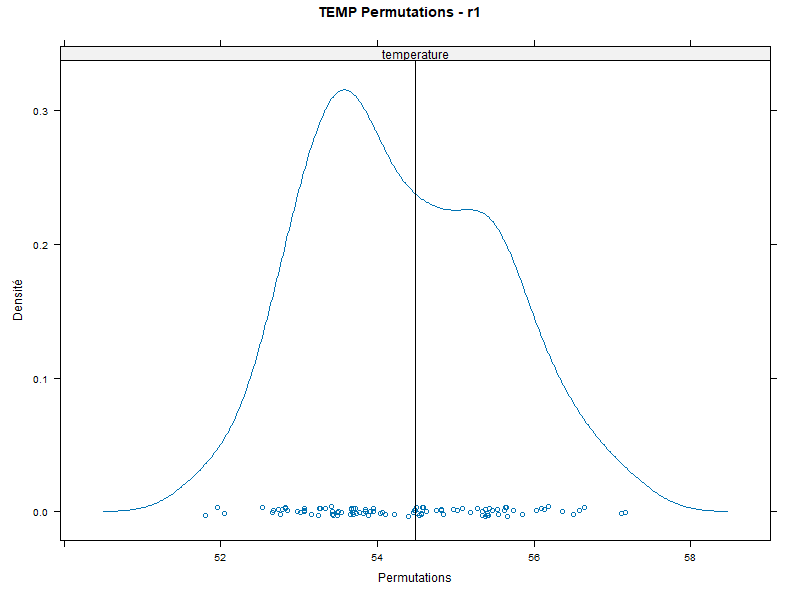 TEMP Permutations - r1
temperature
0.3
0.2
0.1
0.0
Densité
52
54
56
58
Permutations